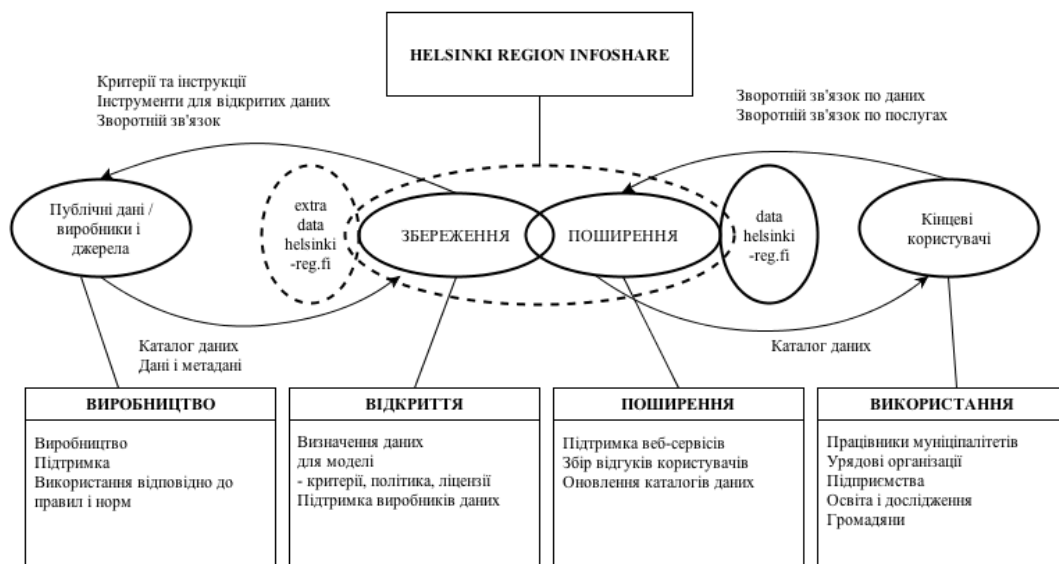 HELSINKI REGION INFOSHARE
Критерії та інструкції
Інструменти для відкритих даних
Зворотній зв'язок
Зворотній зв'язок по даних
Зворотній зв'язок по послугах
Публічні дані /
виробники і
джерела
extra
data
helsinki
-reg.fi
ЗБЕРЕЖЕННЯ
ПОШИРЕННЯ
data
helsinki
-reg.fi
Кінцеві
користувачі
Каталог даних
Дані і метадані
Каталог даних
ВИРОБНИЦТВО
Виробництво
Підтримка
Використання відповідно до
правил і норм
ВІДКРИТТЯ
Визначення даних
для моделі
- критерії, політика, ліцензії
Підтримка виробників даних
ПОШИРЕННЯ
Підтримка веб-сервісів
Збір відгуків користувачів
Оновлення каталогів даних
ВИКОРИСТАННЯ
Працівники муніципалітетів
Урядові організації
Підприємства
Освіта і дослідження
Громадяни